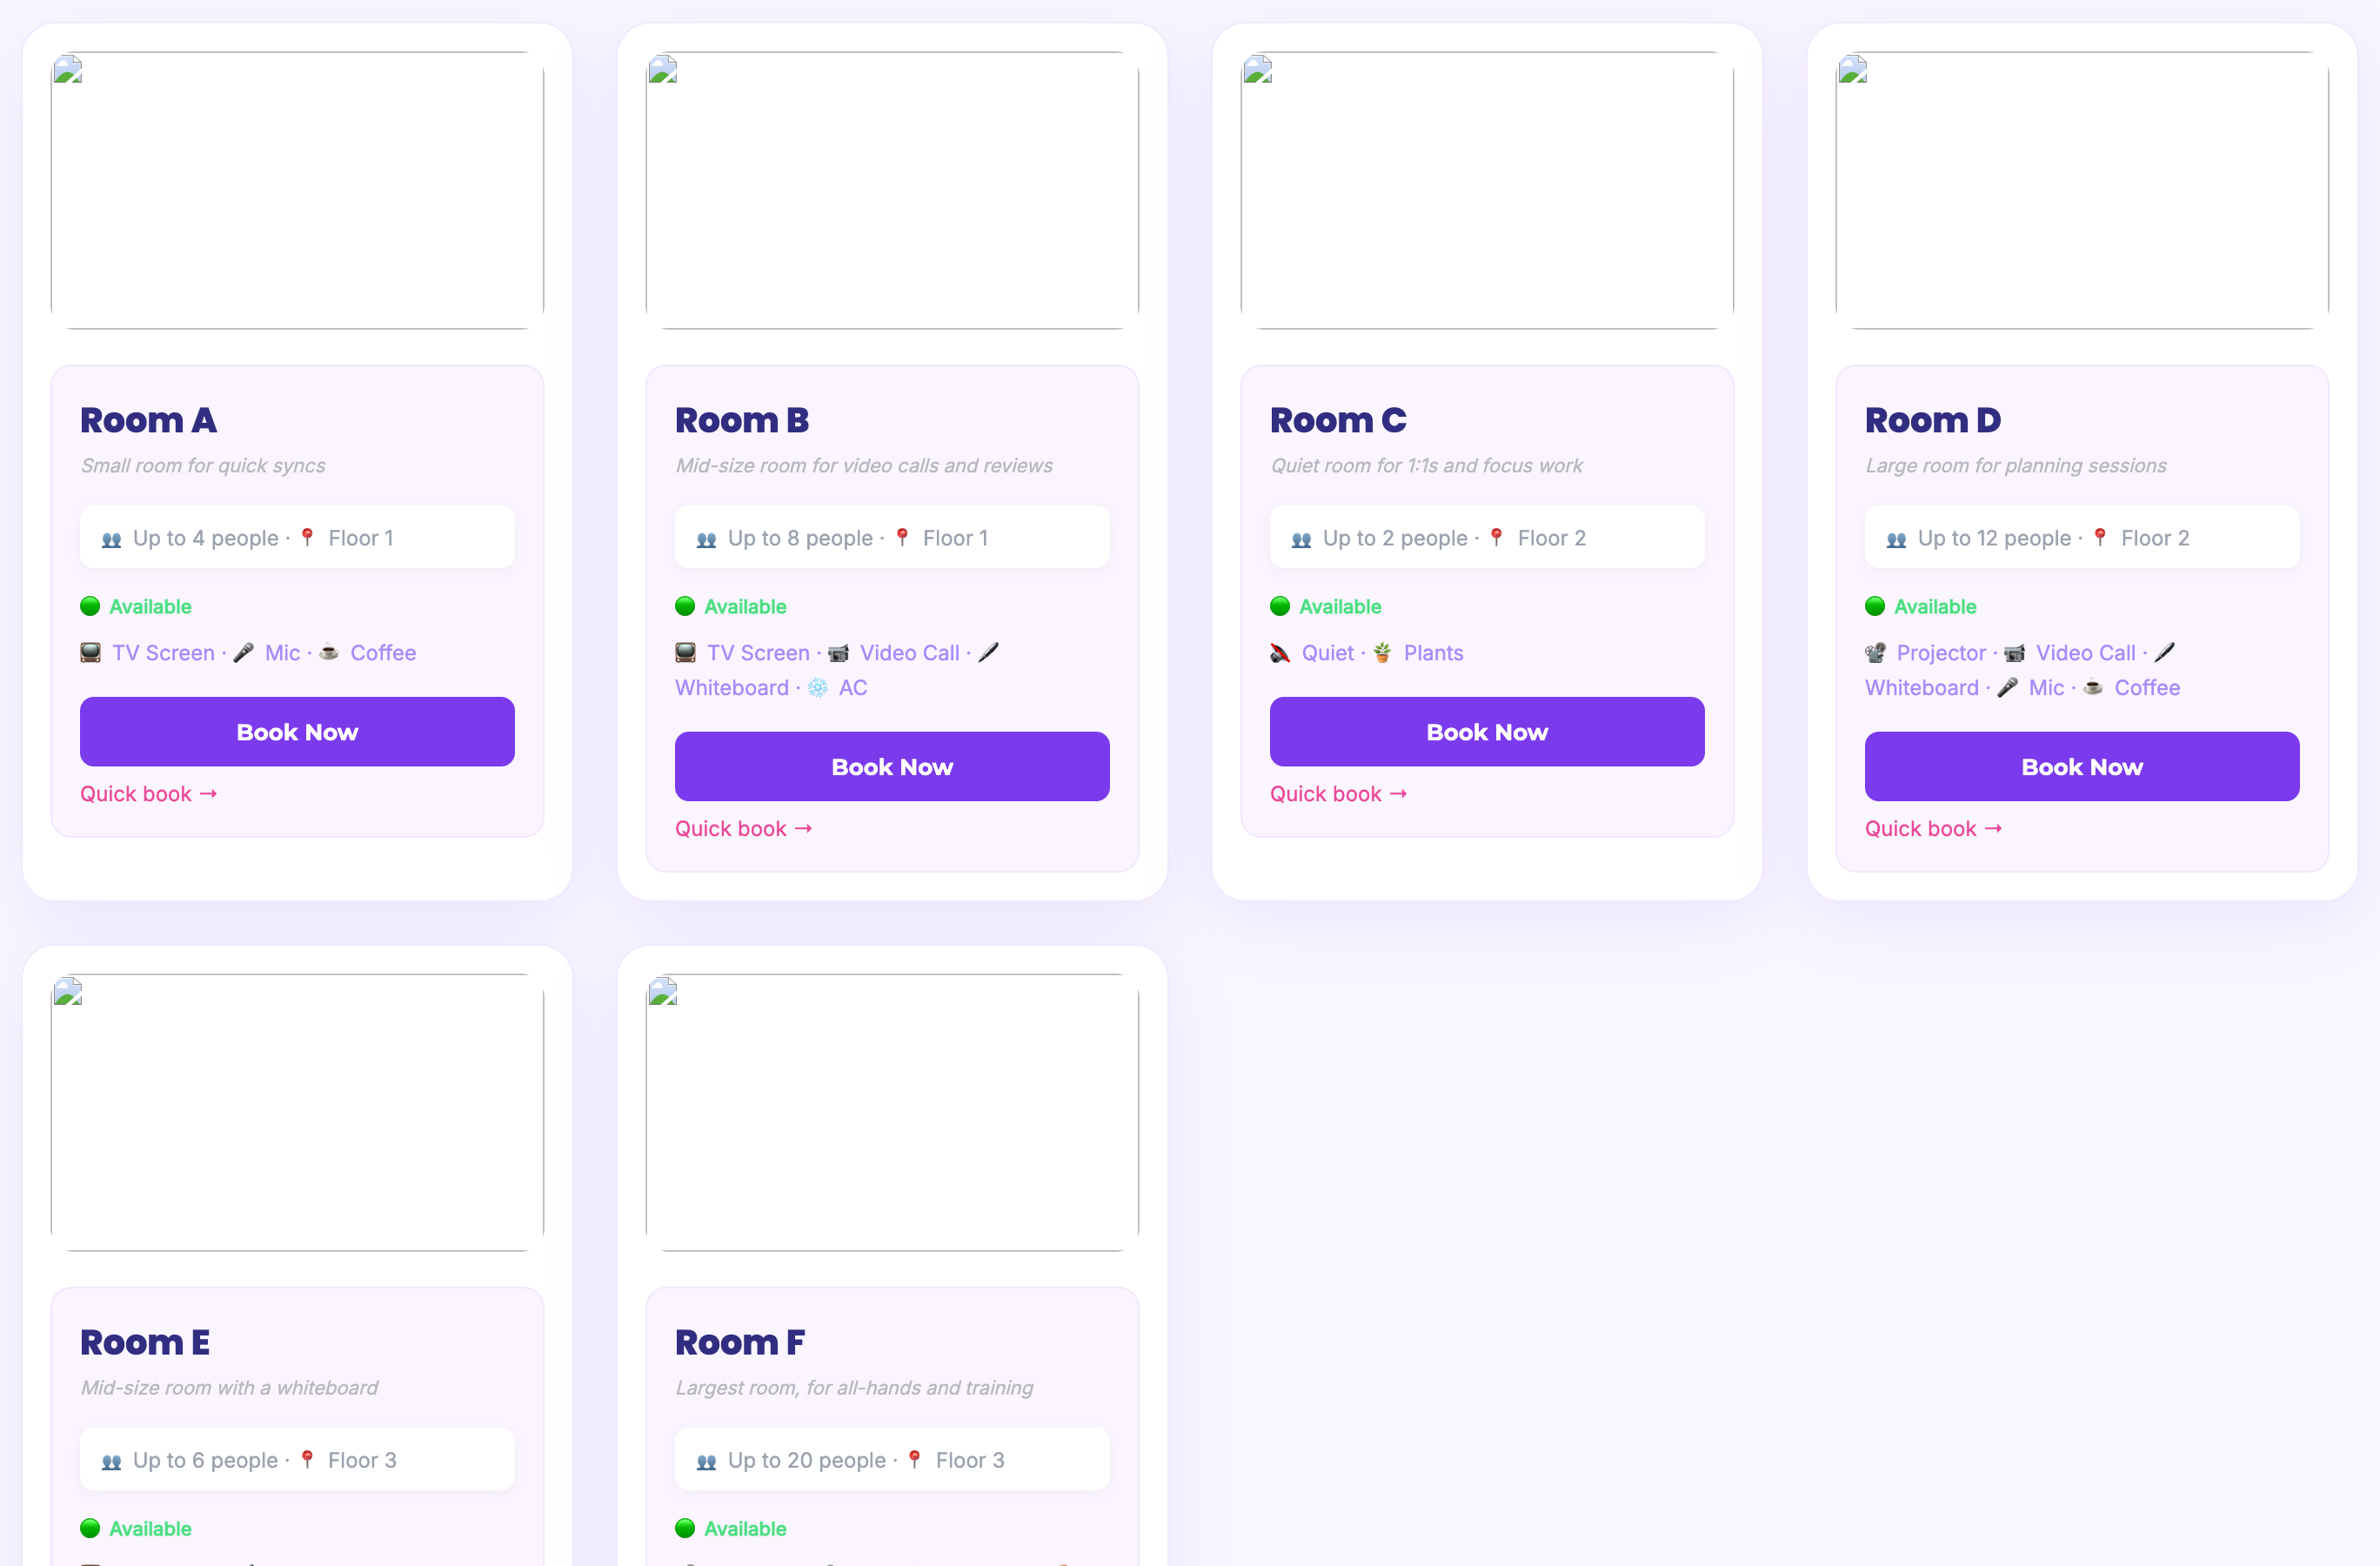 Room A
Small room for quick syncs
👥 Up to 4 people · 📍 Floor 1
🟢 Available
📺 TV Screen · 🎤 Mic · ☕ Coffee
Book Now
Quick book →
Room B
Mid-size room for video calls and reviews
👥 Up to 8 people · 📍 Floor 1
🟢 Available
📺 TV Screen · 📹 Video Call · 🖊
Whiteboard · ❄️ AC
Book Now
Quick book →
Room C
Quiet room for 1:1s and focus work
👥 Up to 2 people · 📍 Floor 2
🟢 Available
🔇 Quiet · 🪴 Plants
Book Now
Quick book →
Room D
Large room for planning sessions
👥 Up to 12 people · 📍 Floor 2
🟢 Available
📽 Projector · 📹 Video Call · 🖊
Whiteboard · 🎤 Mic · ☕ Coffee
Book Now
Quick book →
Room E
Mid-size room with a whiteboard
👥 Up to 6 people · 📍 Floor 3
🟢 Available
Room F
Largest room, for all-hands and training
👥 Up to 20 people · 📍 Floor 3
🟢 Available